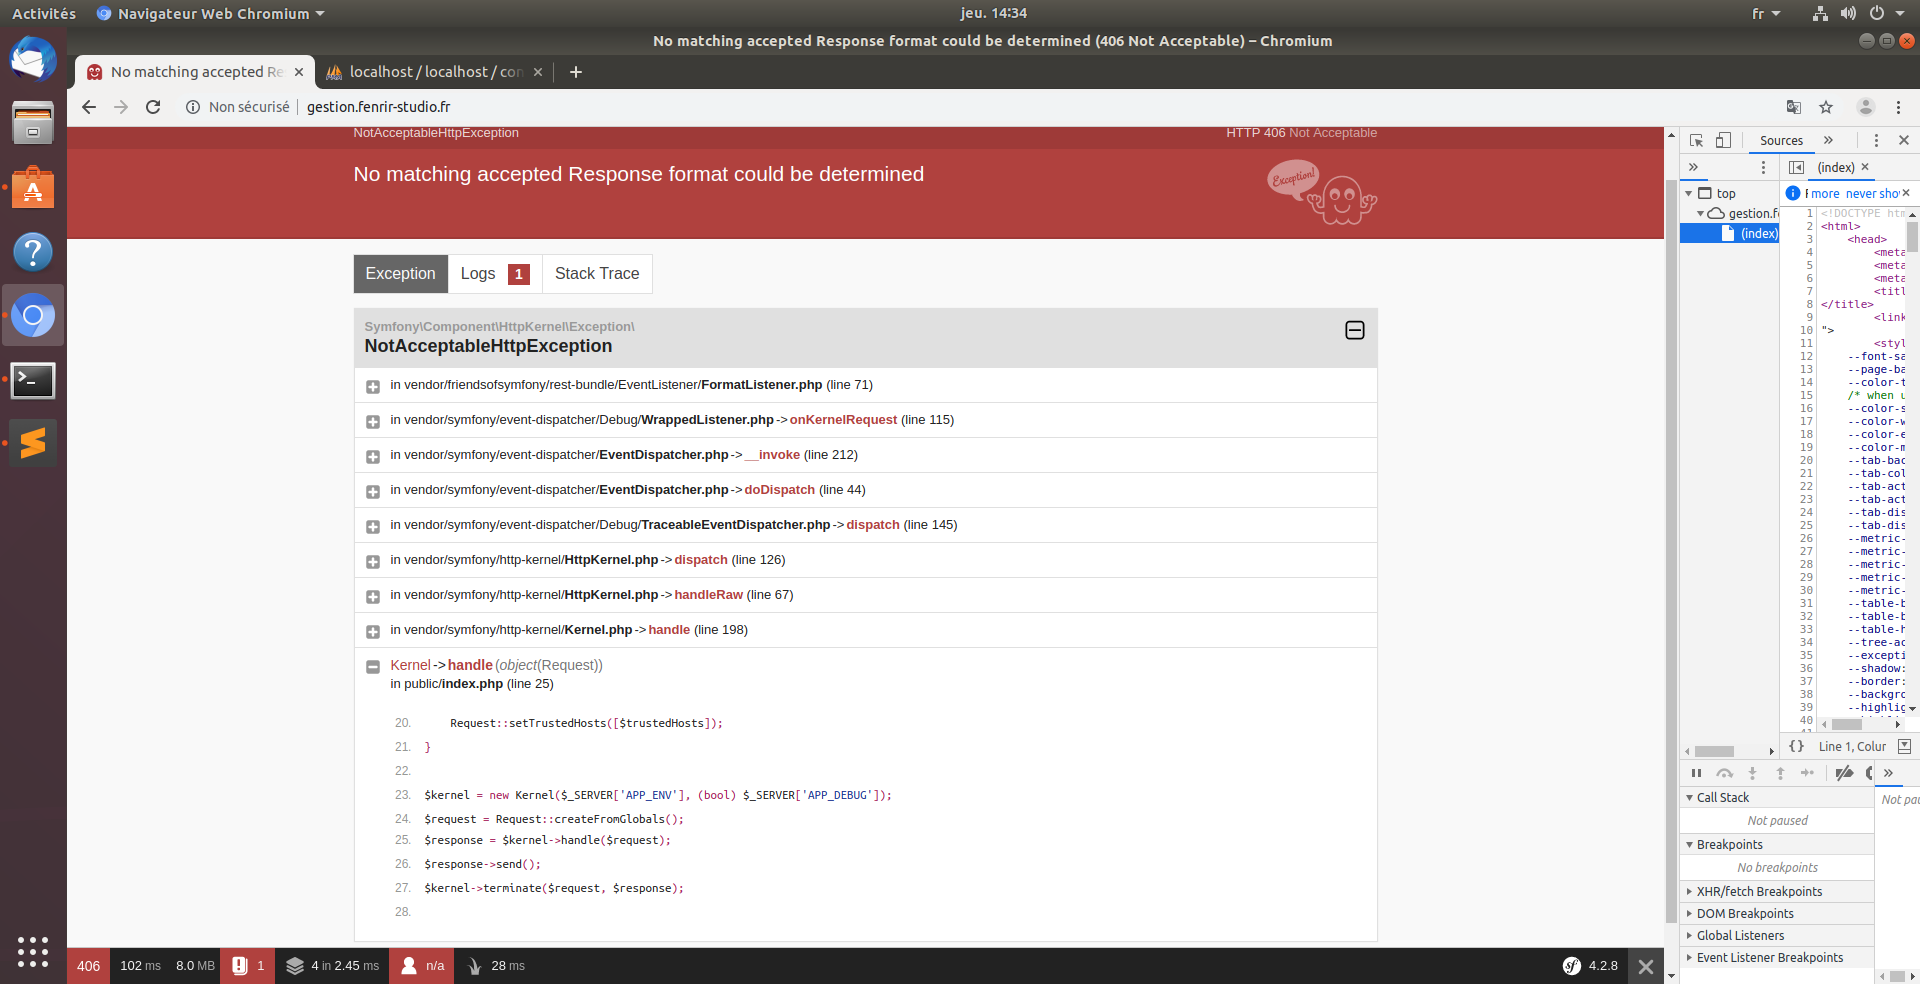 Activités
Navigateur Web Chromium
jeu. 14:34
fr
No matching accepted Response format could be determined (406 Not Acceptable) – Chromium
No matching accepted Re
localhost / localhost / con
Non sécurisé
gestion.fenrir-studio.fr
NotAcceptableHttpException
HTTP 406 Not Acceptable
No matching accepted Response format could be determined
Exception!
Exception
Logs 1
Stack Trace
Symfony\Component\HttpKernel\Exception\
NotAcceptableHttpException
in vendor/friendsofsymfony/rest-bundle/EventListener/FormatListener.php (line 71)
in vendor/symfony/event-dispatcher/Debug/WrappedListener.php->onKernelRequest (line 115)
in vendor/symfony/event-dispatcher/EventDispatcher.php->__invoke (line 212)
in vendor/symfony/event-dispatcher/EventDispatcher.php->doDispatch (line 44)
in vendor/symfony/event-dispatcher/Debug/TraceableEventDispatcher.php->dispatch (line 145)
in vendor/symfony/http-kernel/HttpKernel.php->dispatch (line 126)
in vendor/symfony/http-kernel/HttpKernel.php->handleRaw (line 67)
in vendor/symfony/http-kernel/Kernel.php->handle (line 198)
Kernel->handle(object(Request))
in public/index.php (line 25)
20. Request::setTrustedHosts([$trustedHosts]);
21. }
22.
23. $kernel = new Kernel($_SERVER['APP_ENV'], (bool) $_SERVER['APP_DEBUG']);
24. $request = Request::createFromGlobals();
25. $response = $kernel->handle($request);
26. $response->send();
27. $kernel->terminate($request, $response);
28.
406
102 ms
8.0 MB
1
4 in 2.45 ms
n/a
28 ms
4.2.8
Sources
(index)
top
gestion.fe
(index)
more never sho
1 <!DOCTYPE htm
2 <html>
3 <head>
4 <meta
5 <meta
6 <meta
7 <titl
8 </title>
9 <link
10 ">
11 <styl
12 --font-sa
13 --page-ba
14 --color-t
15 /* when u
16 --color-s
17 --color-w
18 --color-e
19 --color-m
20 --tab-bac
21 --tab-col
22 --tab-act
23 --tab-act
24 --tab-dis
25 --tab-dis
26 --metric-
27 --metric-
28 --metric-
29 --metric-
30 --metric-
31 --table-b
32 --table-b
33 --table-h
34 --tree-ac
35 --excepti
36 --shadow:
37 --border:
38 --backgro
39 --highlig
40
{} Line 1, Colur
Call Stack
Not paused
Not pau
Breakpoints
No breakpoints
XHR/fetch Breakpoints
DOM Breakpoints
Global Listeners
Event Listener Breakpoints